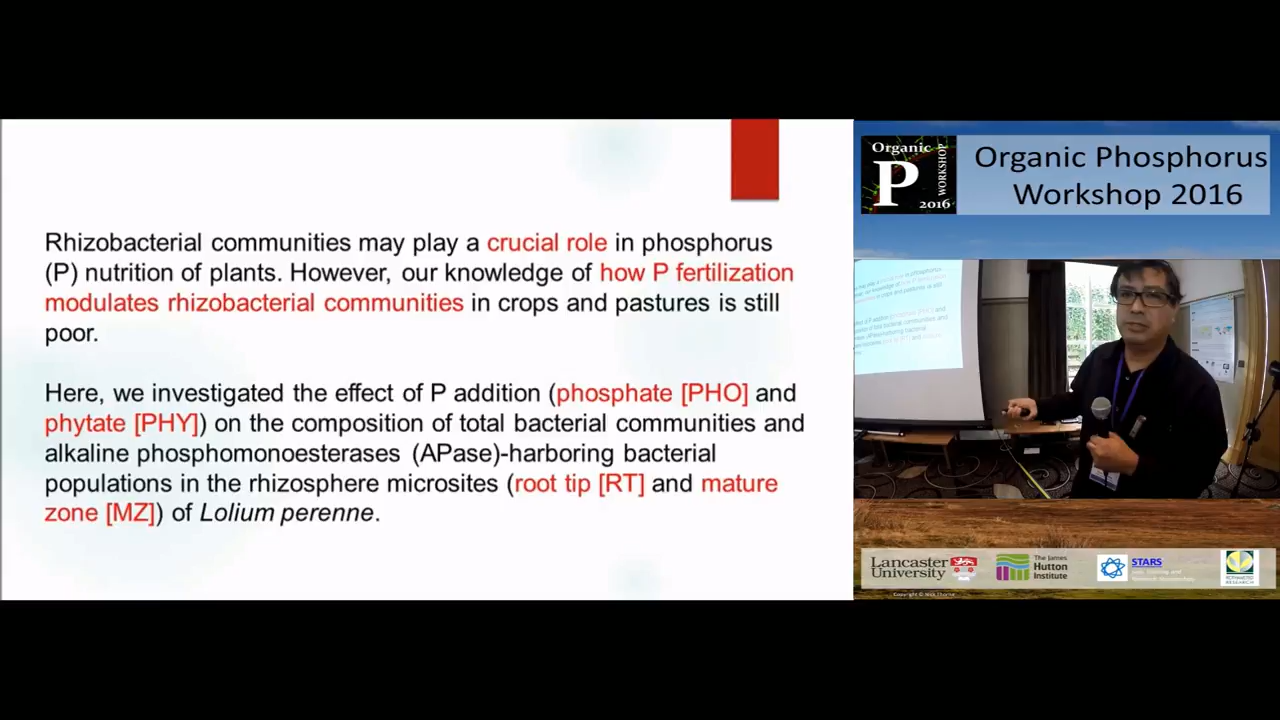 Rhizobacterial communities may play a crucial role in phosphorus
(P) nutrition of plants. However, our knowledge of how P fertilization
modulates rhizobacterial communities in crops and pastures is still
poor.
Here, we investigated the effect of P addition (phosphate [PHO] and
phytate [PHY]) on the composition of total bacterial communities and
alkaline phosphomonoesterases (APase)-harboring bacterial
populations in the rhizosphere microsites (root tip [RT] and mature
zone [MZ]) of Lolium perenne.
Organic
P
WORKSHOP
2016
Organic Phosphorus
Workshop 2016
Lancaster
University
The James
Hutton
Institute
STARS
Copyright © Nick Thorne